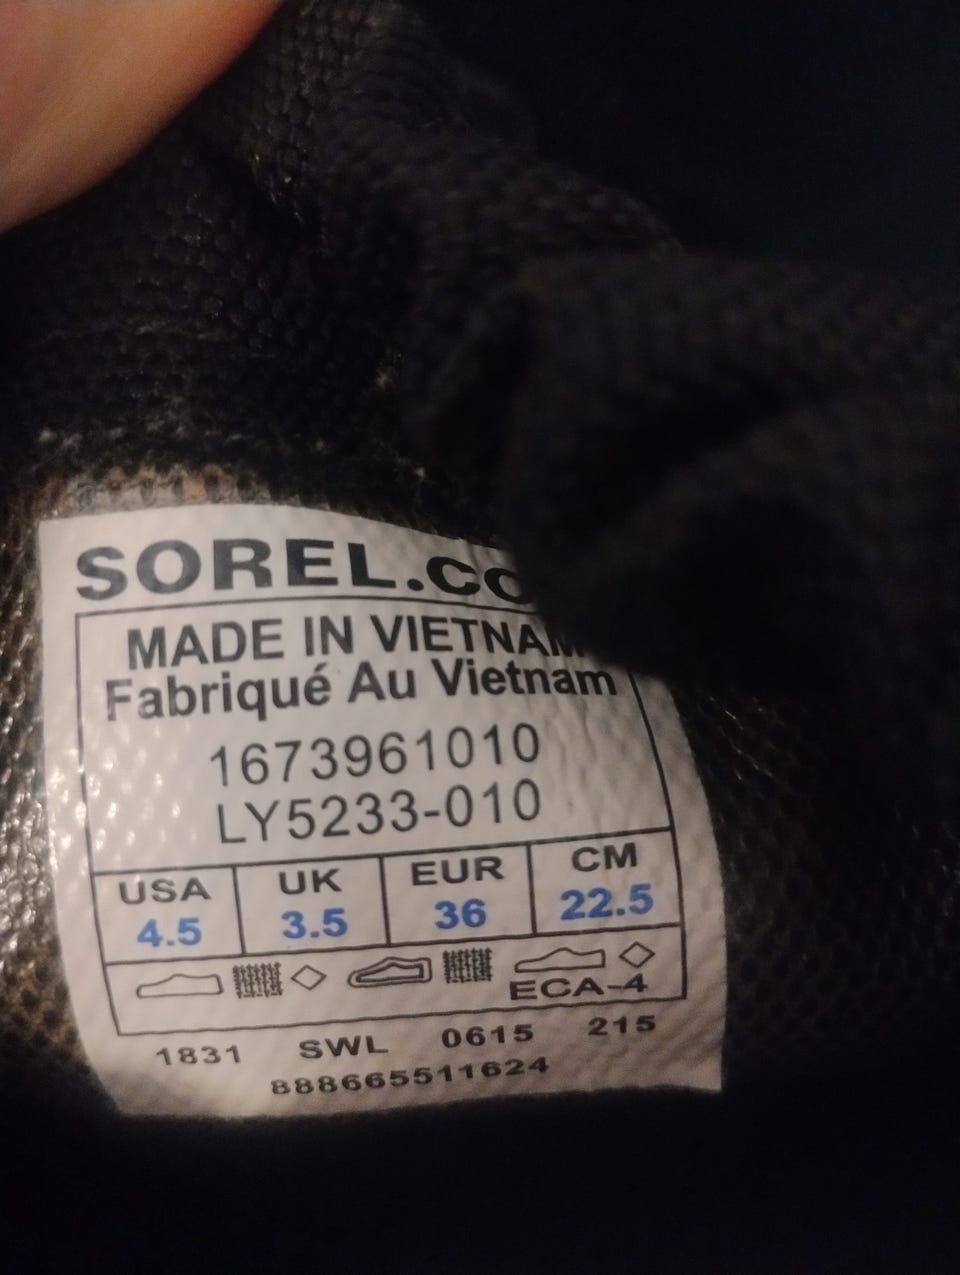 SOREL.CO
MADE IN VIETNAM
Fabriqué Au Vietnam
1673961010
LY5233-010
USA UK EUR CM
4.5 3.5 36 22.5
ECA-4
1831 SWL 0615 215
888665511624